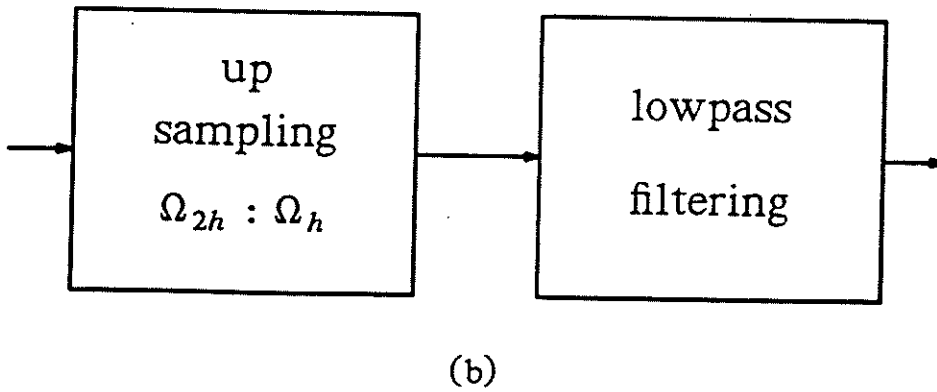 up
sampling
Ω₂ₕ : Ωₕ
lowpass
filtering
(b)